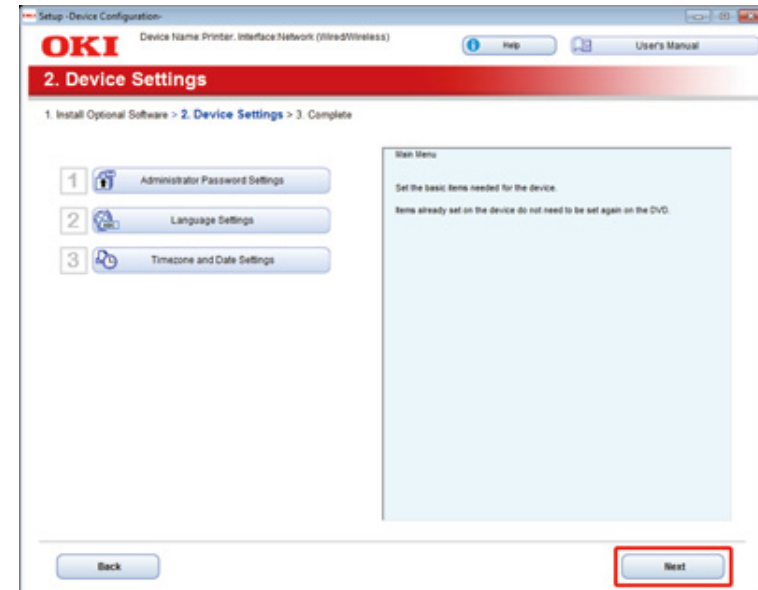 Setup -Device Configuration-
OKI
Device Name:Printer. Interface:Network (Wired/Wireless)
Help
User's Manual
2. Device Settings
1. Install Optional Software > 2. Device Settings > 3. Complete
1 Administrator Password Settings
2 Language Settings
3 Timezone and Date Settings
Main Menu
Set the basic items needed for the device.
Items already set on the device do not need to be set again on the DVD.
Back
Next